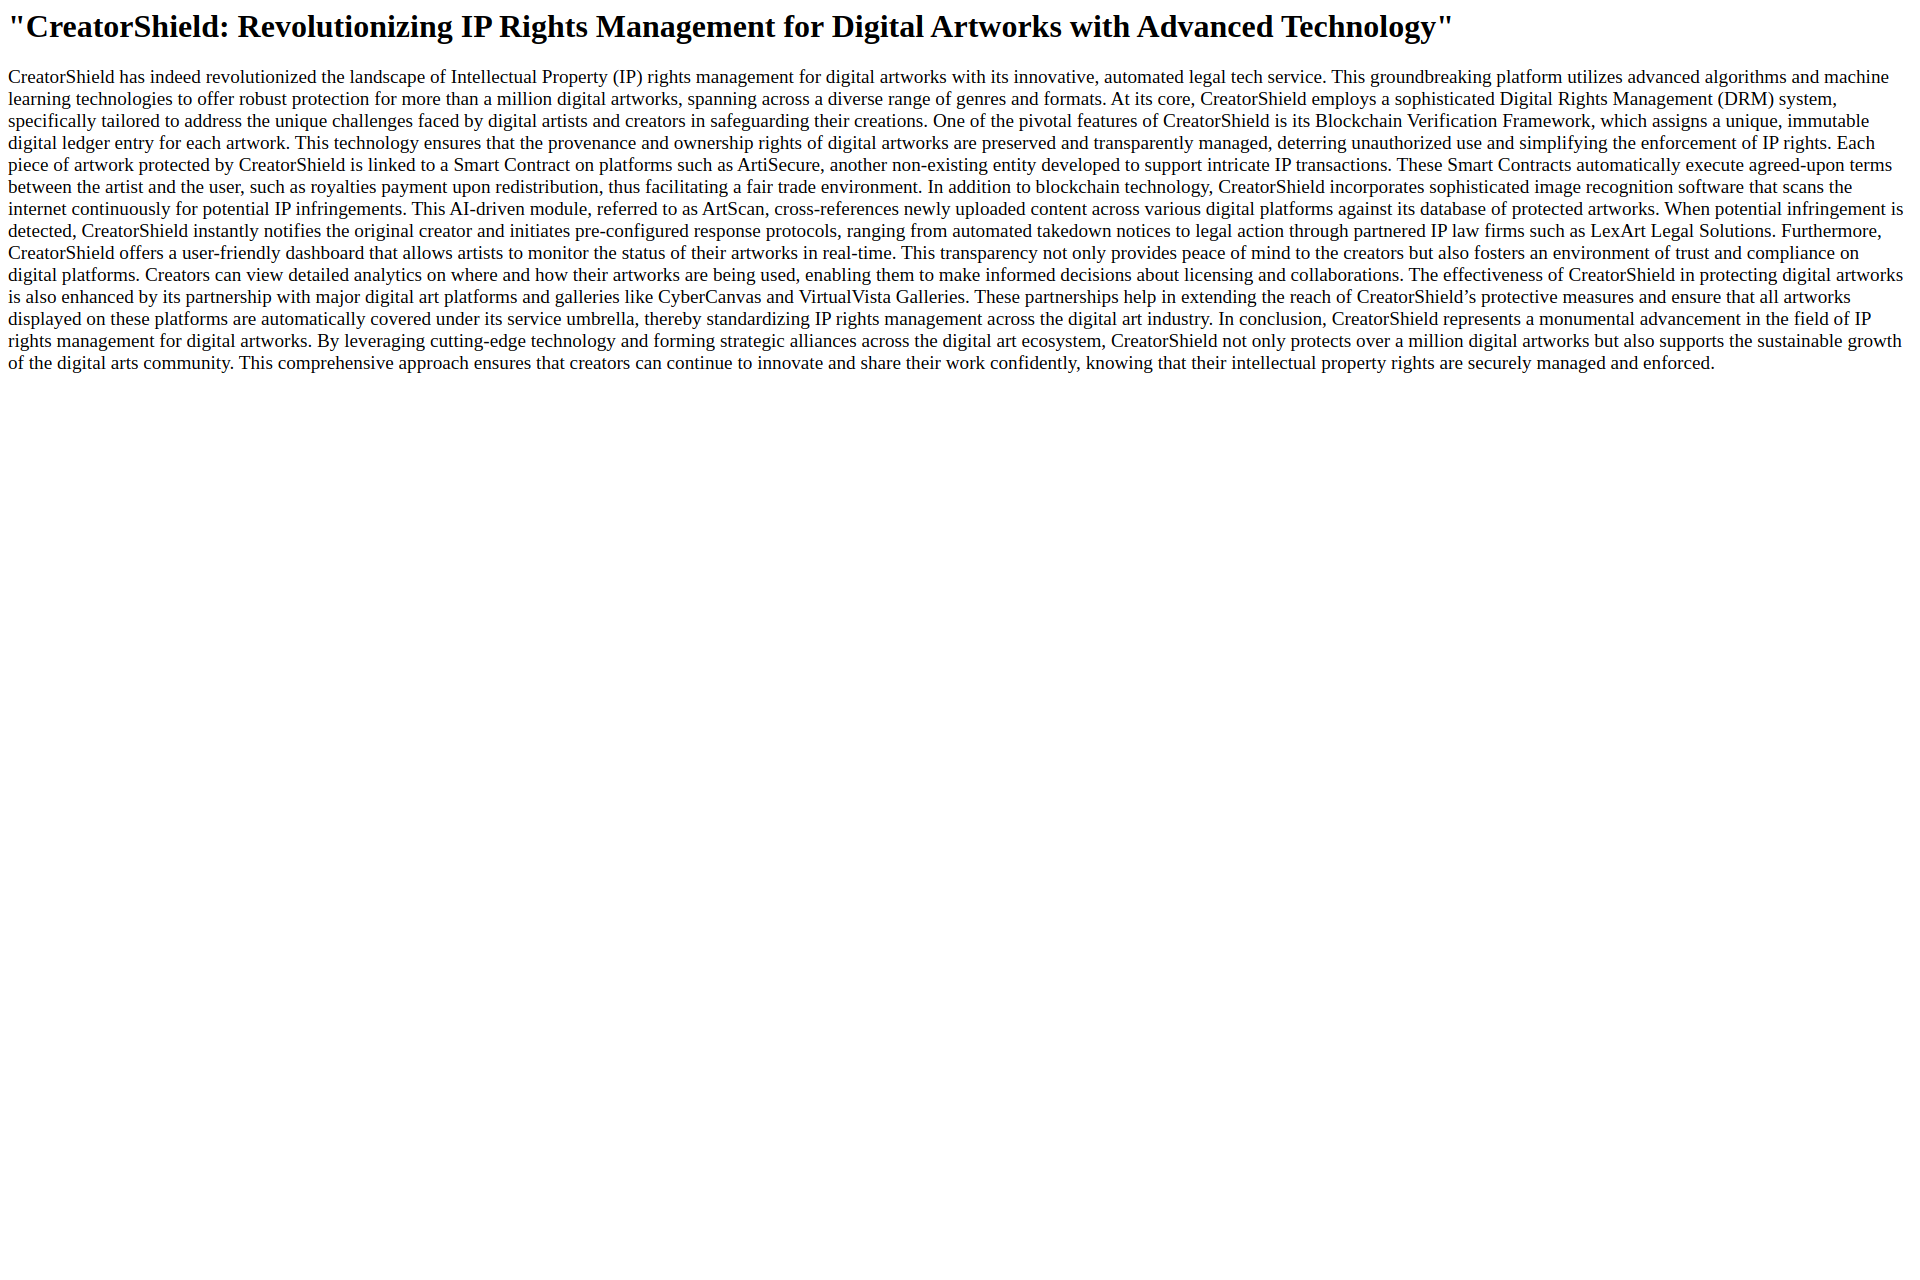 "CreatorShield: Revolutionizing IP Rights Management for Digital Artworks with Advanced Technology"
CreatorShield has indeed revolutionized the landscape of Intellectual Property (IP) rights management for digital artworks with its innovative, automated legal tech service. This groundbreaking platform utilizes advanced algorithms and machine
learning technologies to offer robust protection for more than a million digital artworks, spanning across a diverse range of genres and formats. At its core, CreatorShield employs a sophisticated Digital Rights Management (DRM) system,
specifically tailored to address the unique challenges faced by digital artists and creators in safeguarding their creations. One of the pivotal features of CreatorShield is its Blockchain Verification Framework, which assigns a unique, immutable
digital ledger entry for each artwork. This technology ensures that the provenance and ownership rights of digital artworks are preserved and transparently managed, deterring unauthorized use and simplifying the enforcement of IP rights. Each
piece of artwork protected by CreatorShield is linked to a Smart Contract on platforms such as ArtiSecure, another non-existing entity developed to support intricate IP transactions. These Smart Contracts automatically execute agreed-upon terms
between the artist and the user, such as royalties payment upon redistribution, thus facilitating a fair trade environment. In addition to blockchain technology, CreatorShield incorporates sophisticated image recognition software that scans the
internet continuously for potential IP infringements. This AI-driven module, referred to as ArtScan, cross-references newly uploaded content across various digital platforms against its database of protected artworks. When potential infringement is
detected, CreatorShield instantly notifies the original creator and initiates pre-configured response protocols, ranging from automated takedown notices to legal action through partnered IP law firms such as LexArt Legal Solutions. Furthermore,
CreatorShield offers a user-friendly dashboard that allows artists to monitor the status of their artworks in real-time. This transparency not only provides peace of mind to the creators but also fosters an environment of trust and compliance on
digital platforms. Creators can view detailed analytics on where and how their artworks are being used, enabling them to make informed decisions about licensing and collaborations. The effectiveness of CreatorShield in protecting digital artworks
is also enhanced by its partnership with major digital art platforms and galleries like CyberCanvas and VirtualVista Galleries. These partnerships help in extending the reach of CreatorShield’s protective measures and ensure that all artworks
displayed on these platforms are automatically covered under its service umbrella, thereby standardizing IP rights management across the digital art industry. In conclusion, CreatorShield represents a monumental advancement in the field of IP
rights management for digital artworks. By leveraging cutting-edge technology and forming strategic alliances across the digital art ecosystem, CreatorShield not only protects over a million digital artworks but also supports the sustainable growth
of the digital arts community. This comprehensive approach ensures that creators can continue to innovate and share their work confidently, knowing that their intellectual property rights are securely managed and enforced.